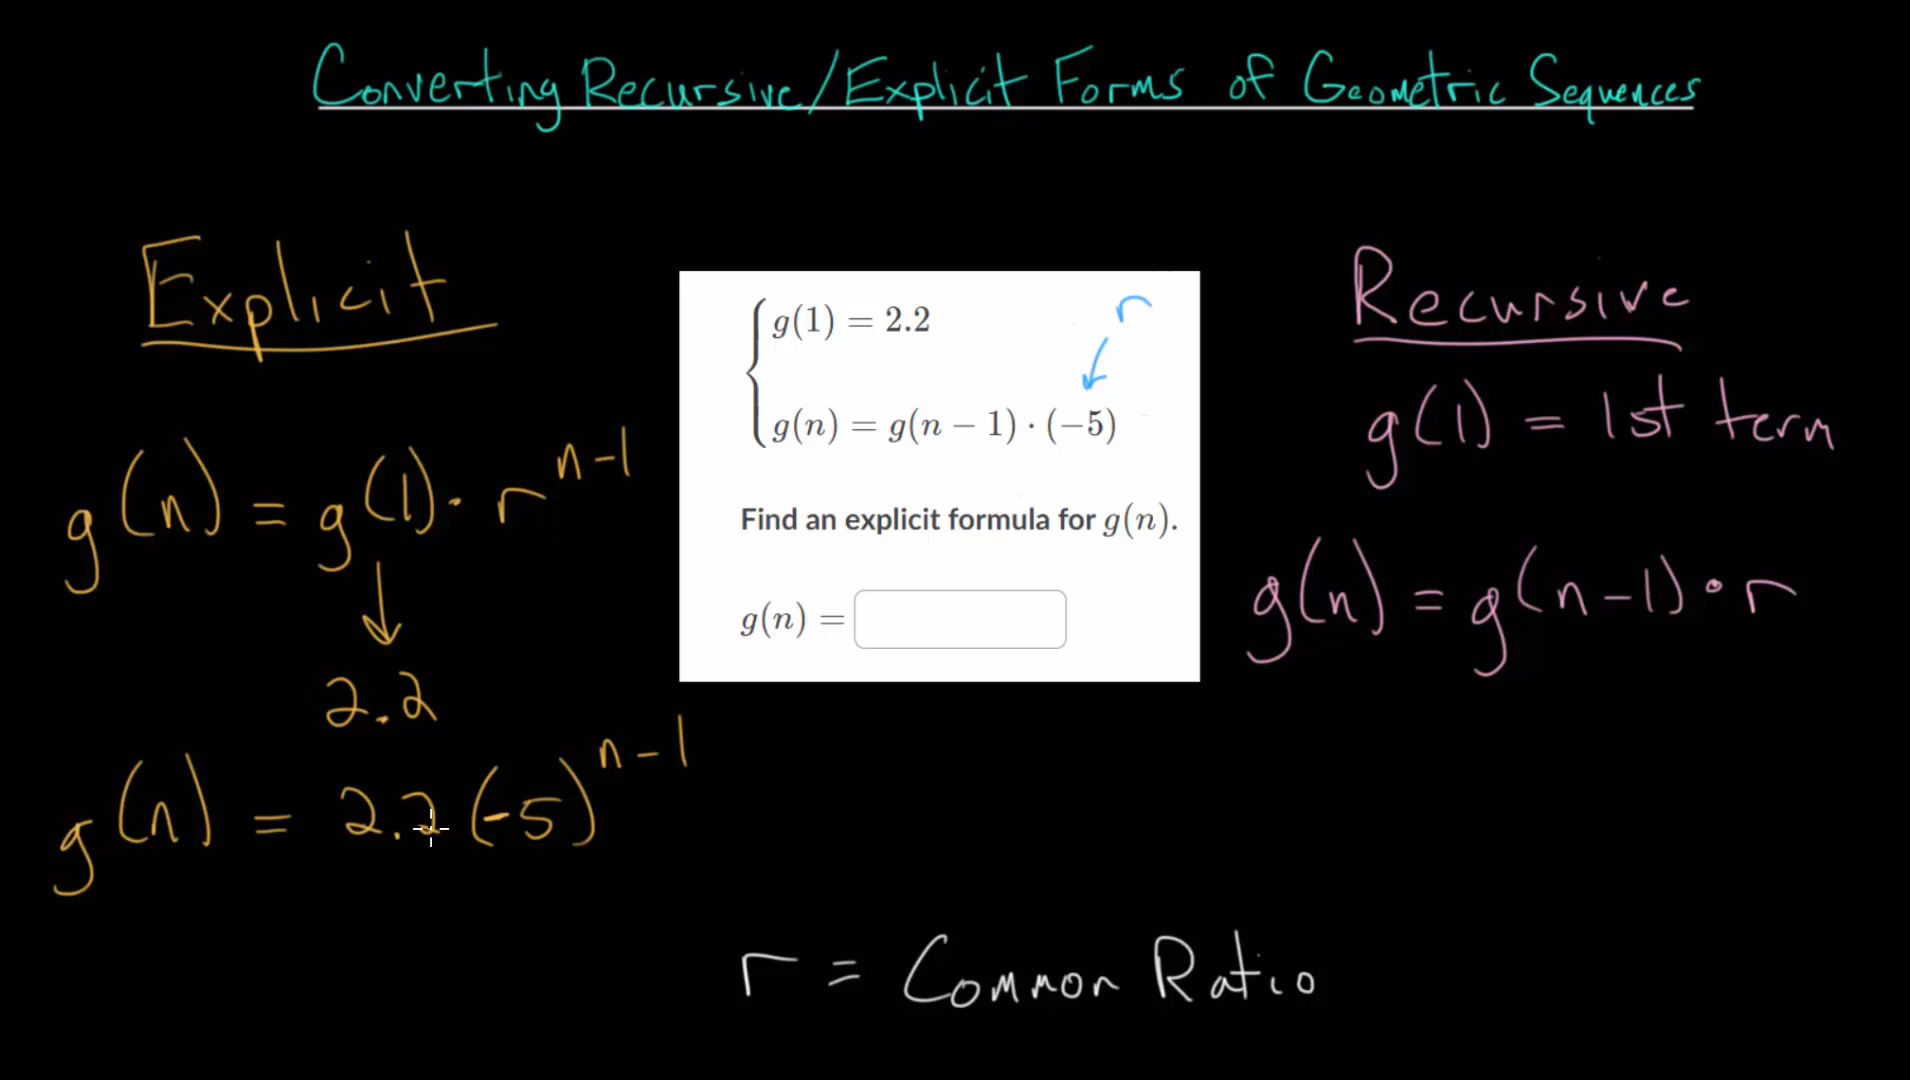 Converting Recursive/Explicit Forms of Geometric Sequences
Explicit
g(n) = g(1) · r^{n-1}
2.2
g(n) = 2.2 (-5)^{n-1}
g(1) = 2.2
r
g(n) = g(n − 1) · (−5)
Find an explicit formula for g(n).
g(n) =
Recursive
g(1) = 1st term
g(n) = g(n-1) · r
r = Common Ratio